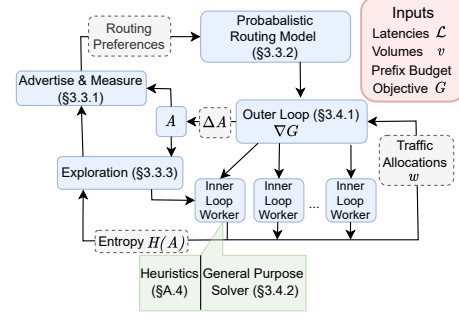 Routing
Preferences
Probabalistic
Routing Model
(§3.3.2)
Inputs
Latencies ℒ
Volumes v
Prefix Budget
Objective G
Advertise & Measure
(§3.3.1)
A
ΔA
Outer Loop (§3.4.1)
∇G
Traffic
Allocations
w
Exploration (§3.3.3)
Inner
Loop
Worker
Inner
Loop
Worker
...
Inner
Loop
Worker
Entropy H(A)
Heuristics
(§A.4)
General Purpose
Solver (§3.4.2)